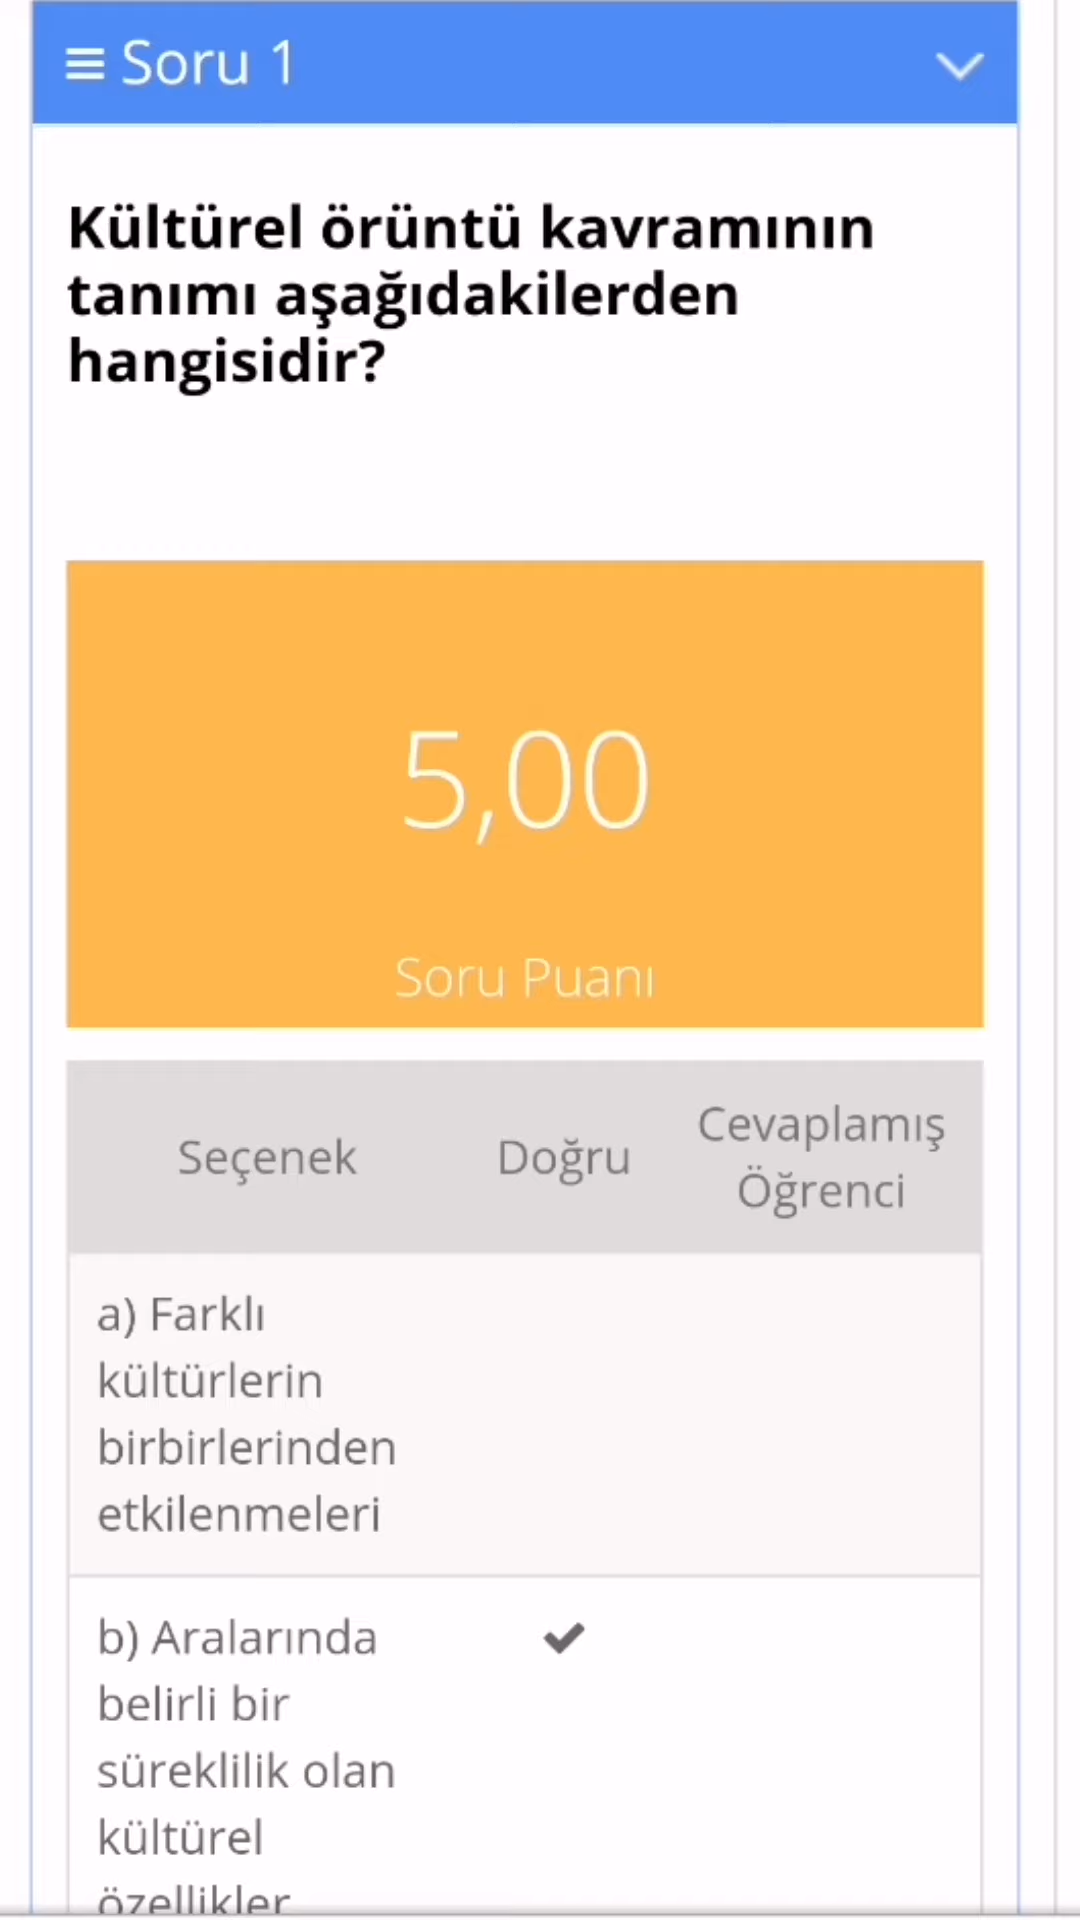 Soru 1
Kültürel örüntü kavramının
tanımı aşağıdakilerden
hangisidir?
5,00
Soru Puanı
Seçenek
Doğru
Cevaplamış
Öğrenci
a) Farklı
kültürlerin
birbirlerinden
etkilenmeleri
b) Aralarında
belirli bir
süreklilik olan
kültürel
özellikler